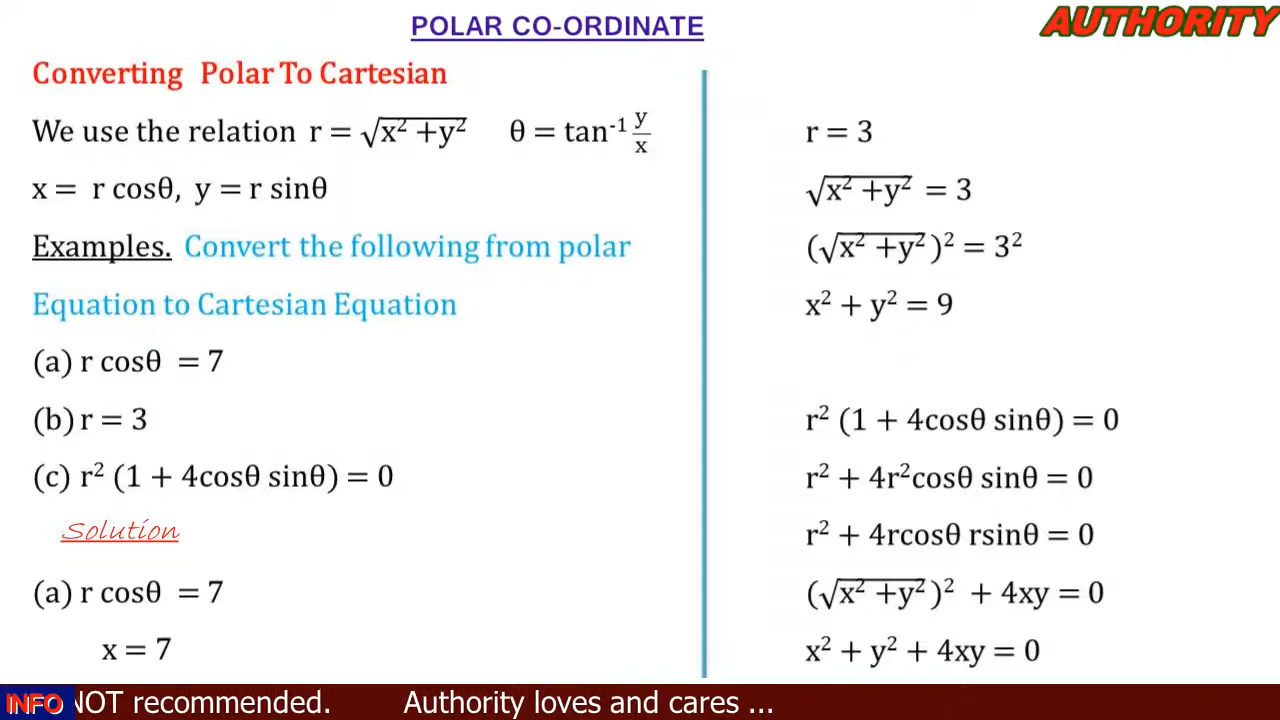 POLAR CO-ORDINATE
AUTHORITY
Converting Polar To Cartesian
We use the relation r = √x² +y² θ = tan⁻¹ y/x
x = r cosθ, y = r sinθ
Examples. Convert the following from polar
Equation to Cartesian Equation
(a) r cosθ = 7
(b) r = 3
(c) r² (1 + 4cosθ sinθ) = 0
Solution
(a) r cosθ = 7
x = 7
r = 3
√x² +y² = 3
(√x² +y² )² = 3²
x² + y² = 9
r² (1 + 4cosθ sinθ) = 0
r² + 4r²cosθ sinθ = 0
r² + 4rcosθ rsinθ = 0
(√x² +y² )² + 4xy = 0
x² + y² + 4xy = 0
INFO NOT recommended. Authority loves and cares ...